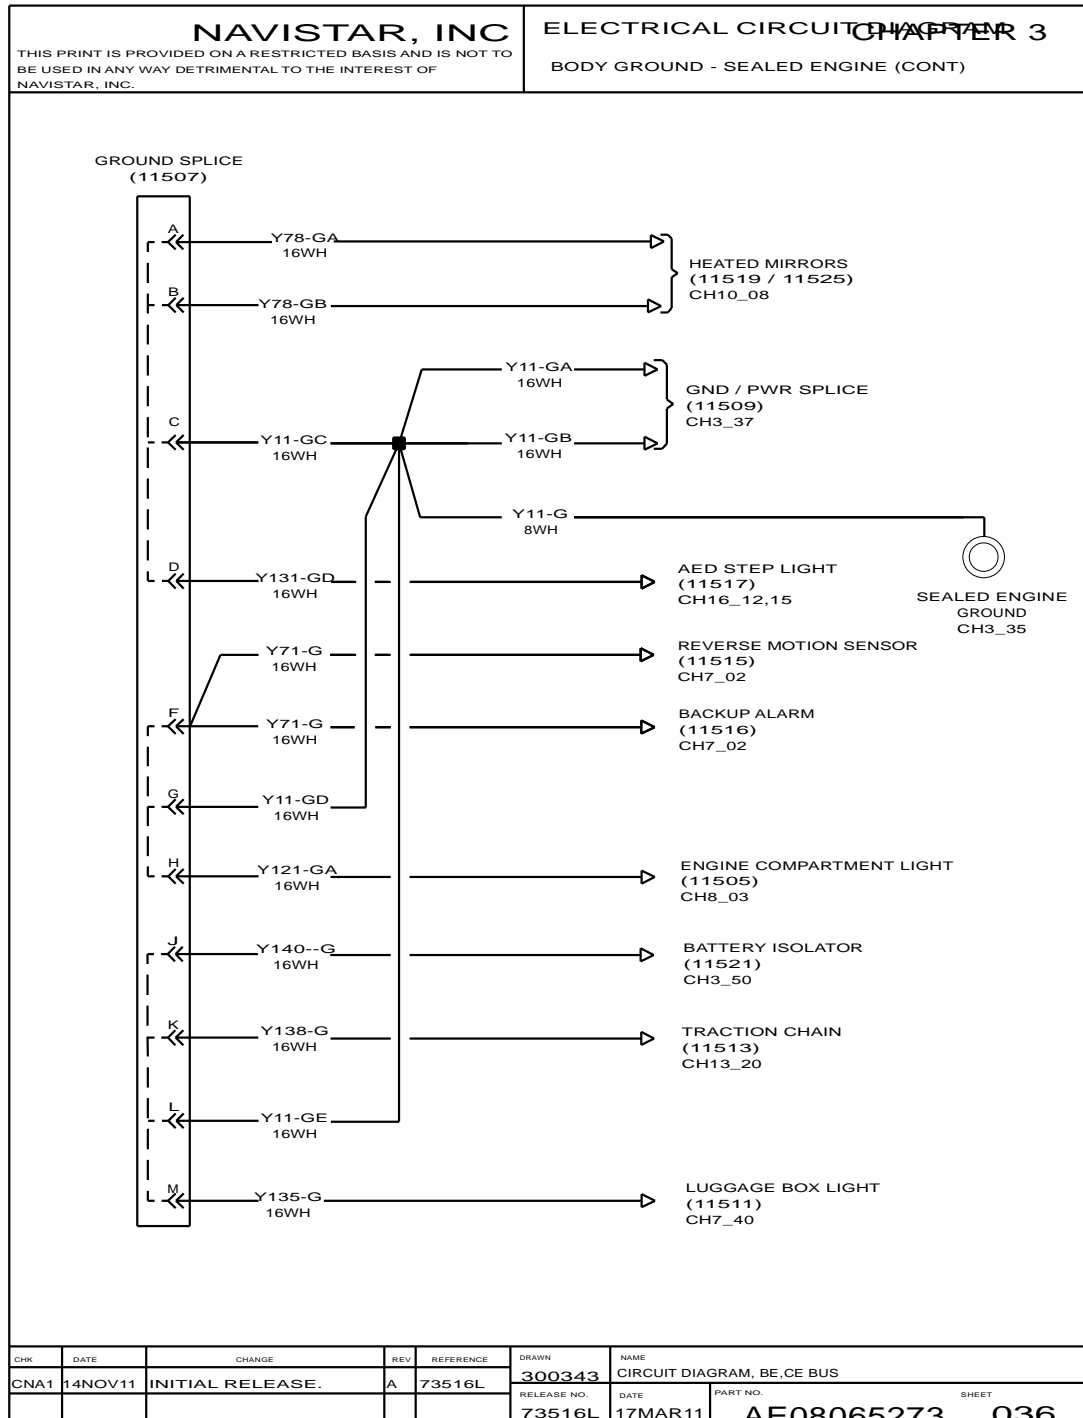 NAVISTAR, INC
THIS PRINT IS PROVIDED ON A RESTRICTED BASIS AND IS NOT TO
BE USED IN ANY WAY DETRIMENTAL TO THE INTEREST OF
NAVISTAR, INC.
ELECTRICAL CIRCUIT DIAGRAM
CHAPTER 3
BODY GROUND - SEALED ENGINE (CONT)
GROUND SPLICE
(11507)
A
Y78-GA
16WH
HEATED MIRRORS
(11519 / 11525)
CH10_08
B
Y78-GB
16WH
Y11-GA
16WH
GND / PWR SPLICE
(11509)
CH3_37
C
Y11-GC
16WH
Y11-GB
16WH
Y11-G
8WH
SEALED ENGINE
GROUND
CH3_35
D
Y131-GD
16WH
AED STEP LIGHT
(11517)
CH16_12,15
Y71-G
16WH
REVERSE MOTION SENSOR
(11515)
CH7_02
F
Y71-G
16WH
BACKUP ALARM
(11516)
CH7_02
G
Y11-GD
16WH
H
Y121-GA
16WH
ENGINE COMPARTMENT LIGHT
(11505)
CH8_03
J
Y140--G
16WH
BATTERY ISOLATOR
(11521)
CH3_50
K
Y138-G
16WH
TRACTION CHAIN
(11513)
CH13_20
L
Y11-GE
16WH
M
Y135-G
16WH
LUGGAGE BOX LIGHT
(11511)
CH7_40
CHK DATE CHANGE REV REFERENCE
CNA1 14NOV11 INITIAL RELEASE. A 73516L
DRAWN
300343
NAME
CIRCUIT DIAGRAM, BE,CE BUS
RELEASE NO.
73516L
DATE
17MAR11
PART NO.
AE08065273
SHEET
036